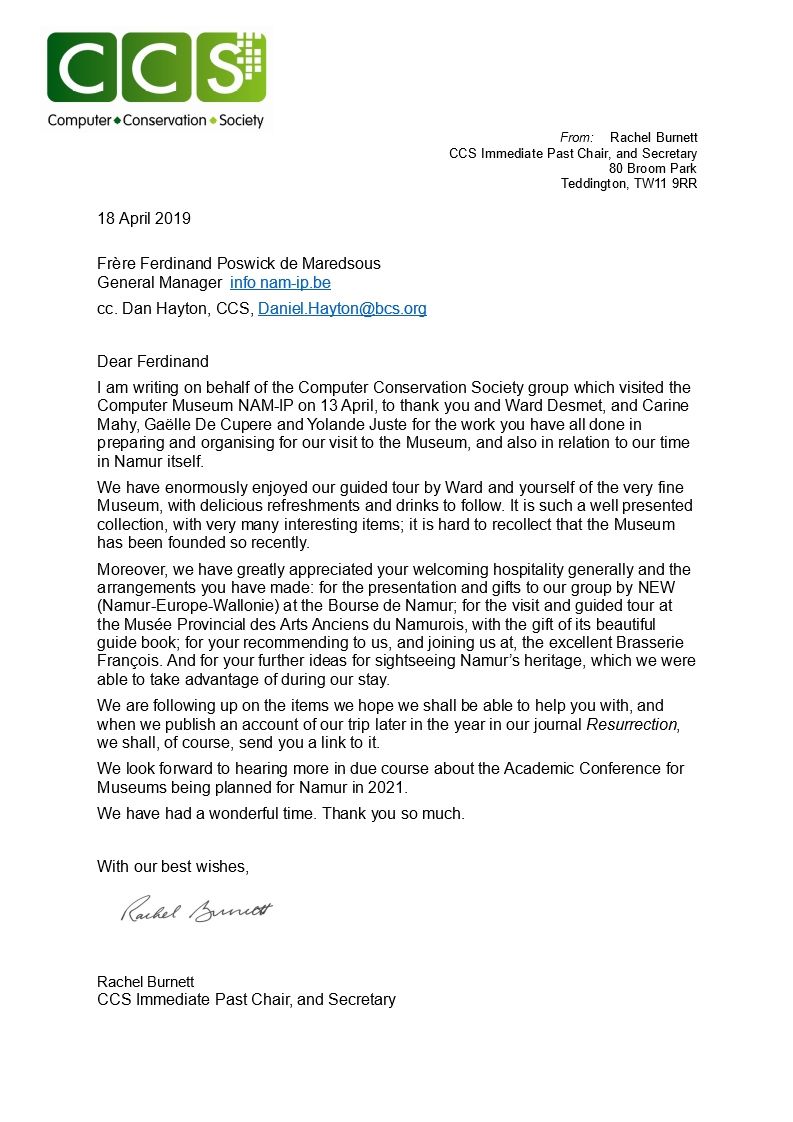 CCS
Computer◆Conservation◆Society
From: Rachel Burnett
CCS Immediate Past Chair, and Secretary
80 Broom Park
Teddington, TW11 9RR
18 April 2019
Frère Ferdinand Poswick de Maredsous
General Manager info nam-ip.be
cc. Dan Hayton, CCS, Daniel.Hayton@bcs.org
Dear Ferdinand
I am writing on behalf of the Computer Conservation Society group which visited the
Computer Museum NAM-IP on 13 April, to thank you and Ward Desmet, and Carine
Mahy, Gaëlle De Cupere and Yolande Juste for the work you have all done in
preparing and organising for our visit to the Museum, and also in relation to our time
in Namur itself.
We have enormously enjoyed our guided tour by Ward and yourself of the very fine
Museum, with delicious refreshments and drinks to follow. It is such a well presented
collection, with very many interesting items; it is hard to recollect that the Museum
has been founded so recently.
Moreover, we have greatly appreciated your welcoming hospitality generally and the
arrangements you have made: for the presentation and gifts to our group by NEW
(Namur-Europe-Wallonie) at the Bourse de Namur; for the visit and guided tour at
the Musée Provincial des Arts Anciens du Namurois, with the gift of its beautiful
guide book; for your recommending to us, and joining us at, the excellent Brasserie
François. And for your further ideas for sightseeing Namur’s heritage, which we were
able to take advantage of during our stay.
We are following up on the items we hope we shall be able to help you with, and
when we publish an account of our trip later in the year in our journal Resurrection,
we shall, of course, send you a link to it.
We look forward to hearing more in due course about the Academic Conference for
Museums being planned for Namur in 2021.
We have had a wonderful time. Thank you so much.
With our best wishes,
Rachel Burnett
Rachel Burnett
CCS Immediate Past Chair, and Secretary